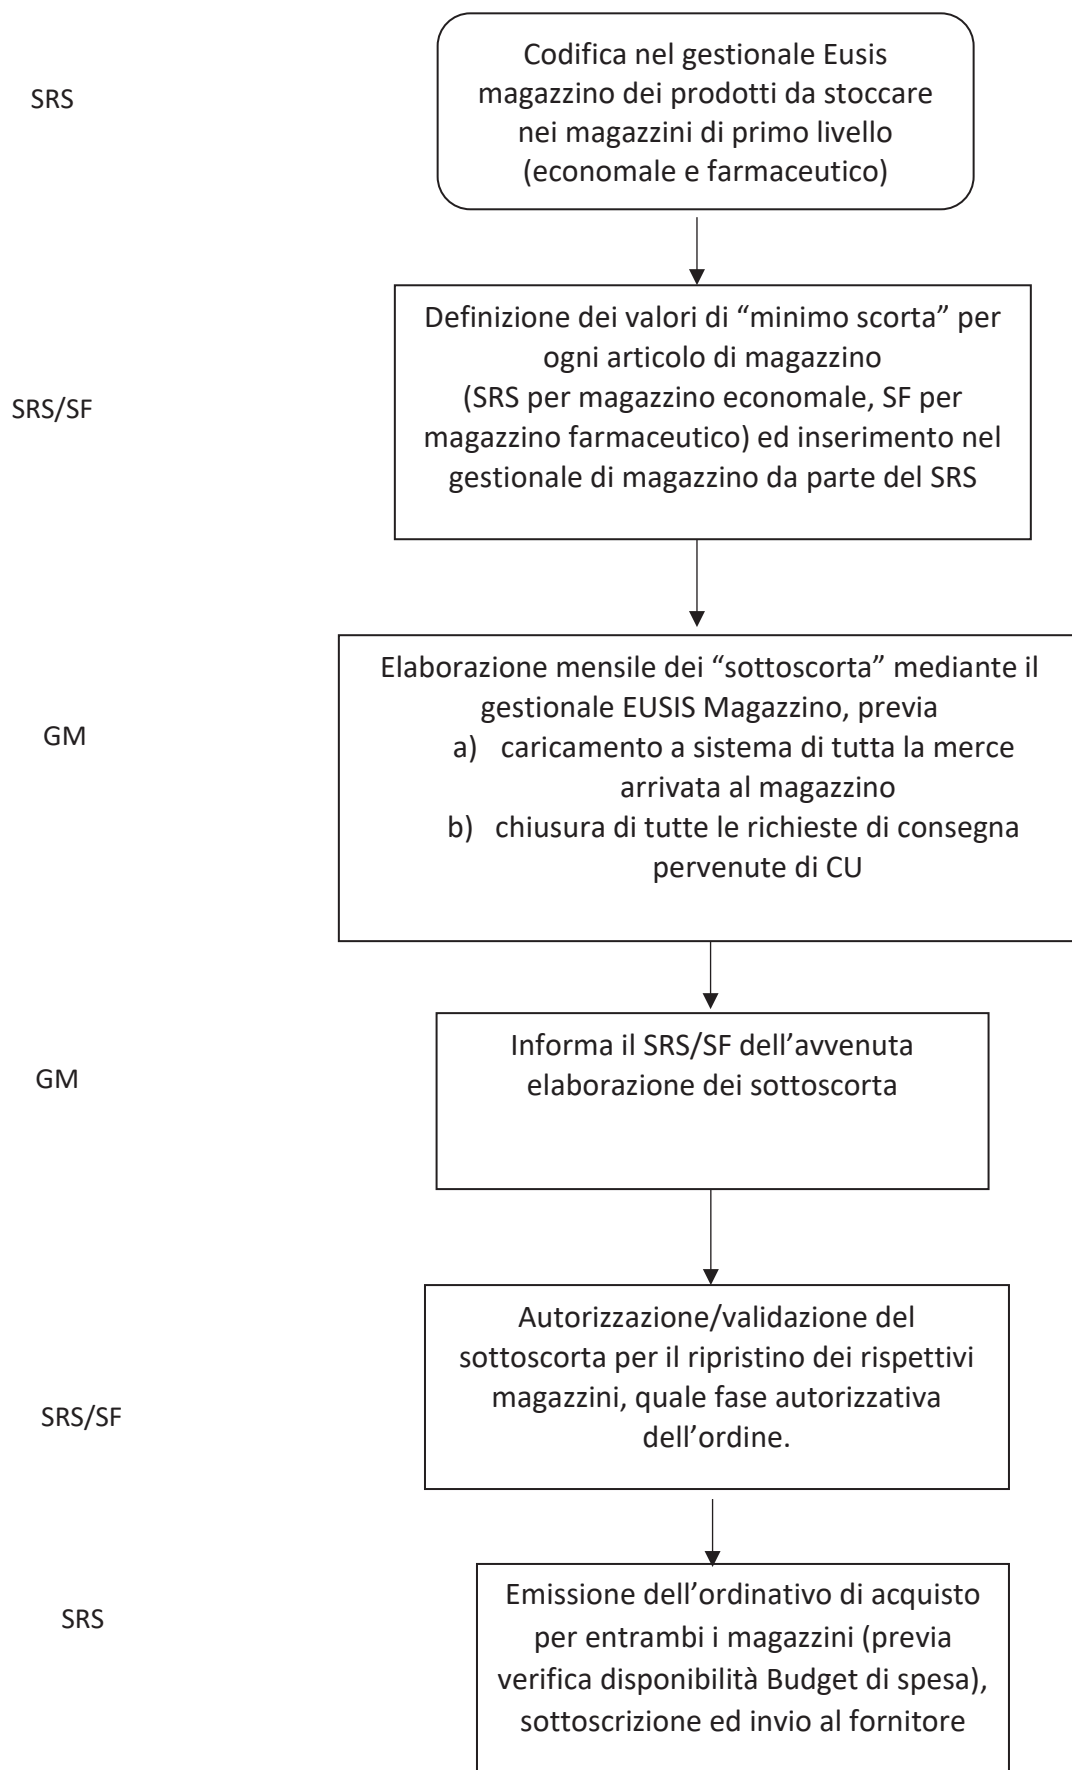 SRS
Codifica nel gestionale Eusis
magazzino dei prodotti da stoccare
nei magazzini di primo livello
(economale e farmaceutico)
SRS/SF
Definizione dei valori di “minimo scorta” per
ogni articolo di magazzino
(SRS per magazzino economale, SF per
magazzino farmaceutico) ed inserimento nel
gestionale di magazzino da parte del SRS
GM
Elaborazione mensile dei “sottoscorta” mediante il
gestionale EUSIS Magazzino, previa
a) caricamento a sistema di tutta la merce
arrivata al magazzino
b) chiusura di tutte le richieste di consegna
pervenute di CU
GM
Informa il SRS/SF dell’avvenuta
elaborazione dei sottoscorta
SRS/SF
Autorizzazione/validazione del
sottoscorta per il ripristino dei rispettivi
magazzini, quale fase autorizzativa
dell’ordine.
SRS
Emissione dell’ordinativo di acquisto
per entrambi i magazzini (previa
verifica disponibilità Budget di spesa),
sottoscrizione ed invio al fornitore